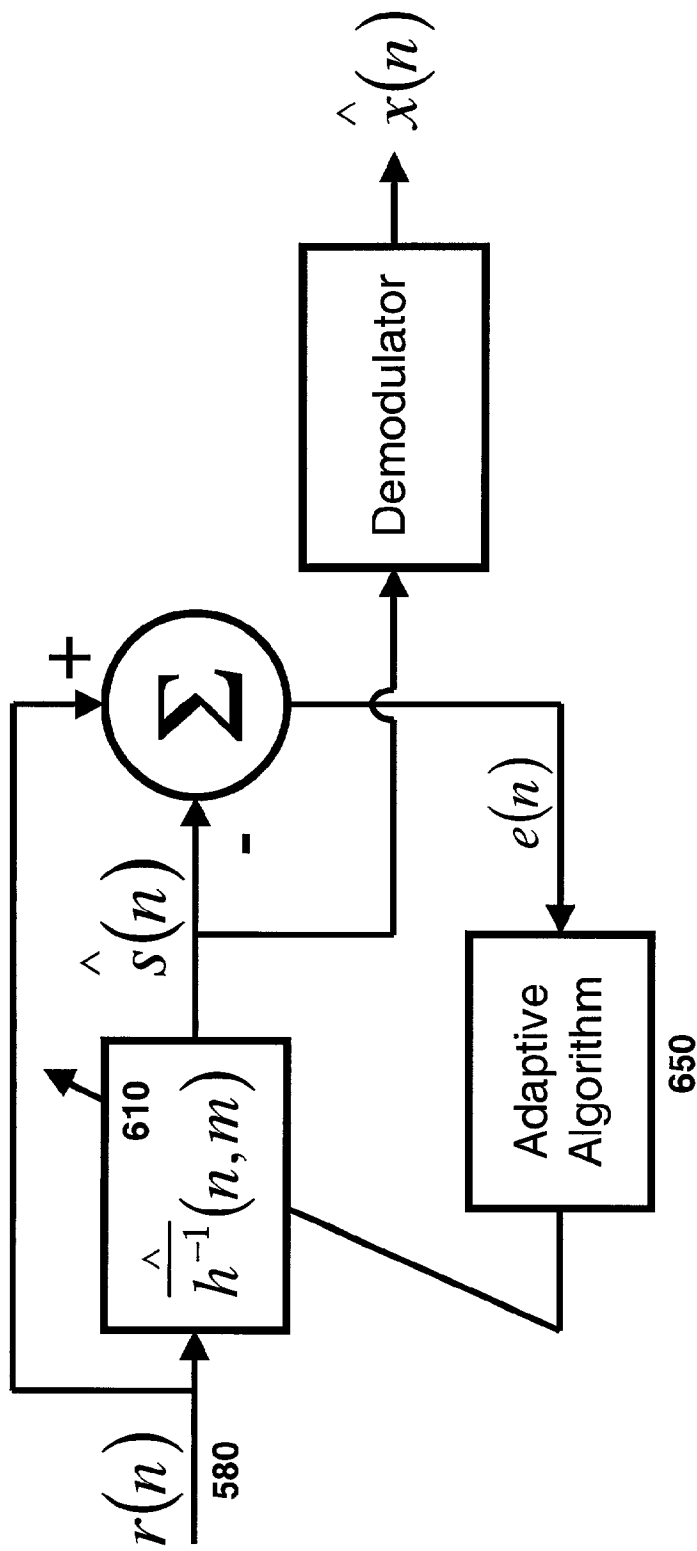 r(n)
580
610
ĥ⁻¹(n,m)
ŝ(n)
+
-
Σ
Demodulator
x̂(n)
e(n)
Adaptive
Algorithm
650